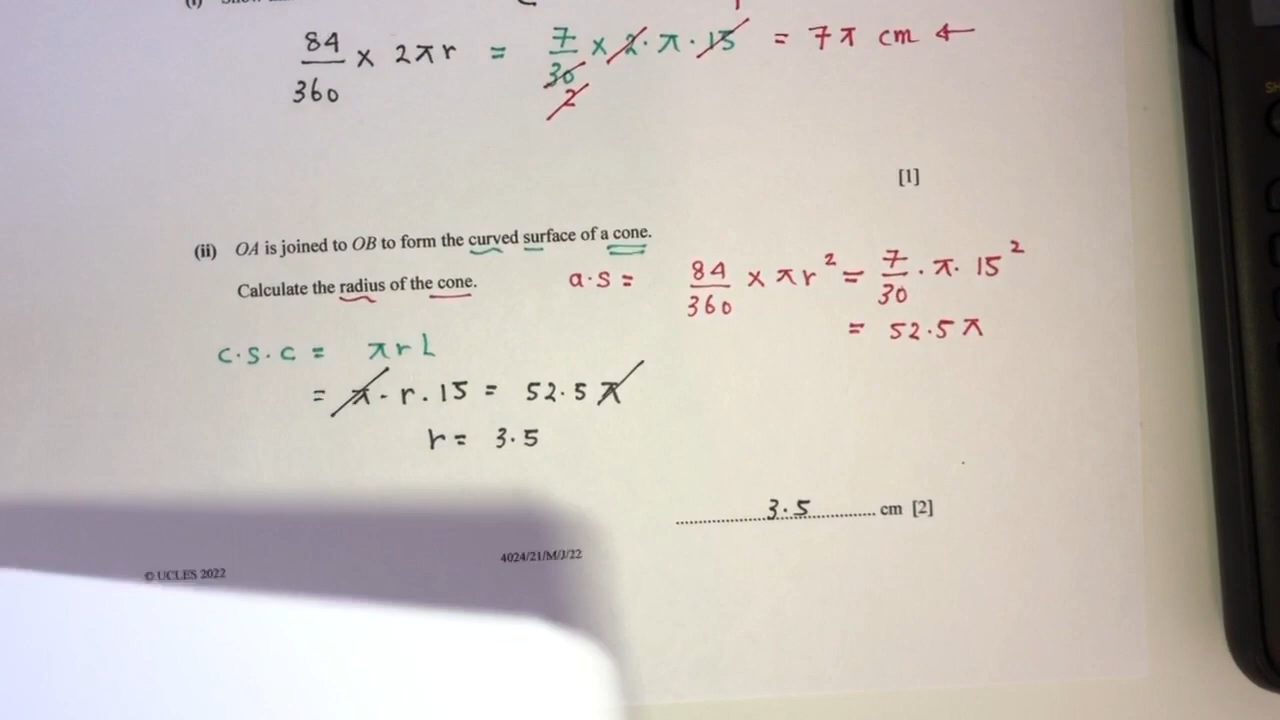 (i)
84/360 × 2πr = 7/30 × 2·π·15 = 7π cm ←
2
[1]
(ii) OA is joined to OB to form the curved surface of a cone.
Calculate the radius of the cone.
a·s = 84/360 × πr² = 7/30 · π · 15²
= 52.5π
c.s.c = πrL
= π · r . 15 = 52.5π
r = 3.5
3.5 cm [2]
4024/21/M/J/22
© UCLES 2022